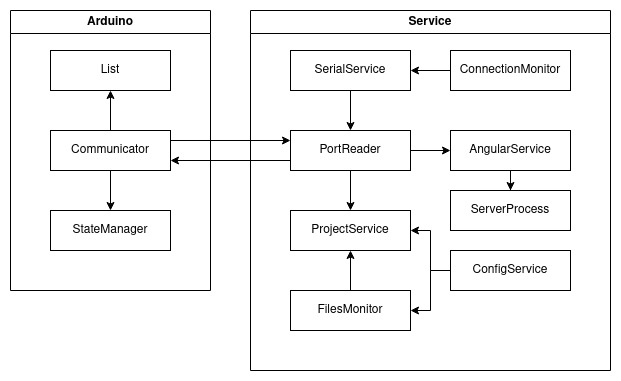 Arduino
List
Communicator
StateManager
Service
SerialService
ConnectionMonitor
PortReader
AngularService
ServerProcess
ProjectService
ConfigService
FilesMonitor